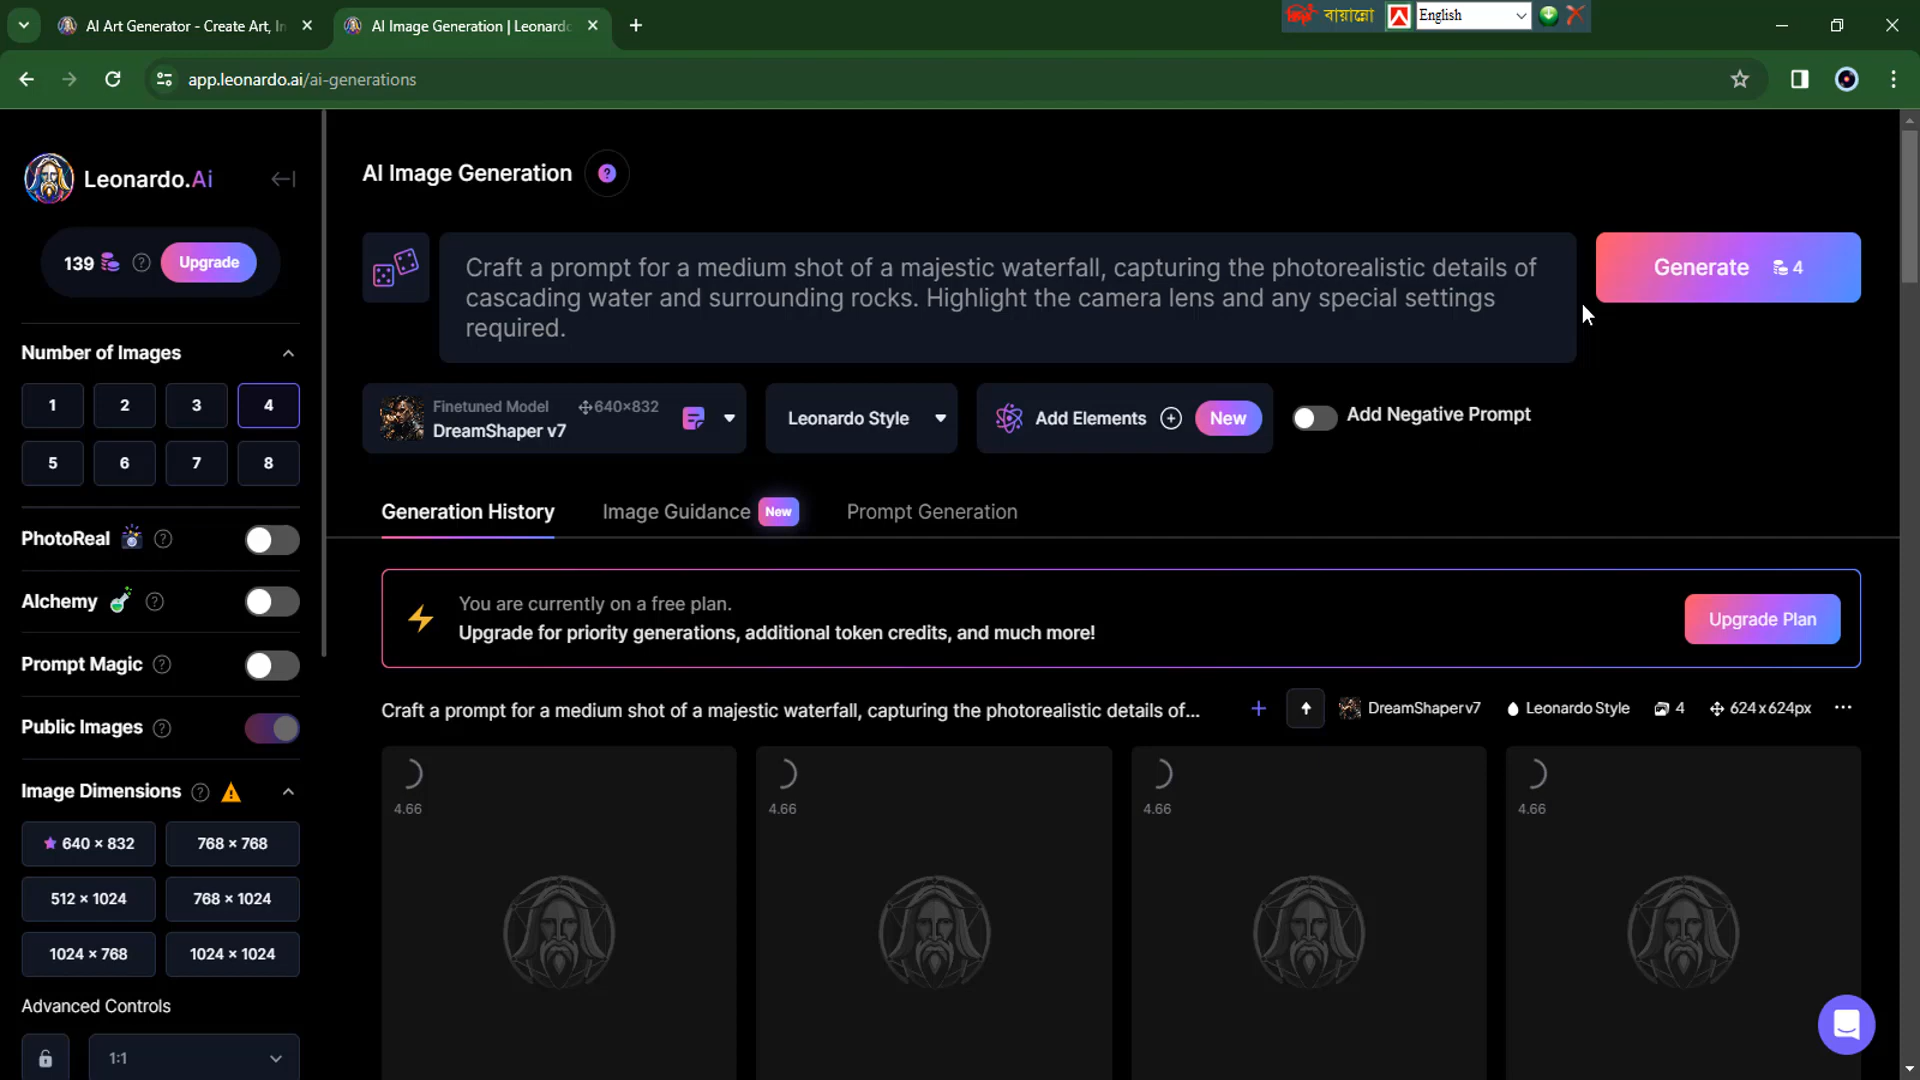 AI Art Generator - Create Art, In
AI Image Generation | Leonardo
বায়ান্নো
English
app.leonardo.ai/ai-generations
Leonardo.Ai
139
Upgrade
Number of Images
1 2 3 4
5 6 7 8
PhotoReal
Alchemy
Prompt Magic
Public Images
Image Dimensions
640 × 832 768 × 768
512 × 1024 768 × 1024
1024 × 768 1024 × 1024
Advanced Controls
1:1
AI Image Generation ?
Craft a prompt for a medium shot of a majestic waterfall, capturing the photorealistic details of
cascading water and surrounding rocks. Highlight the camera lens and any special settings
required.
Generate 4
Finetuned Model 640×832
DreamShaper v7
Leonardo Style
Add Elements New
Add Negative Prompt
Generation History Image Guidance New Prompt Generation
You are currently on a free plan.
Upgrade for priority generations, additional token credits, and much more!
Upgrade Plan
Craft a prompt for a medium shot of a majestic waterfall, capturing the photorealistic details of...
DreamShaper v7 Leonardo Style 4 624 x 624px
4.66 4.66 4.66 4.66